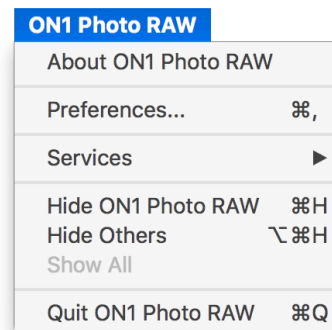 ON1 Photo RAW
About ON1 Photo RAW
Preferences... ⌘,
Services ▶
Hide ON1 Photo RAW ⌘H
Hide Others ⌥⌘H
Show All
Quit ON1 Photo RAW ⌘Q